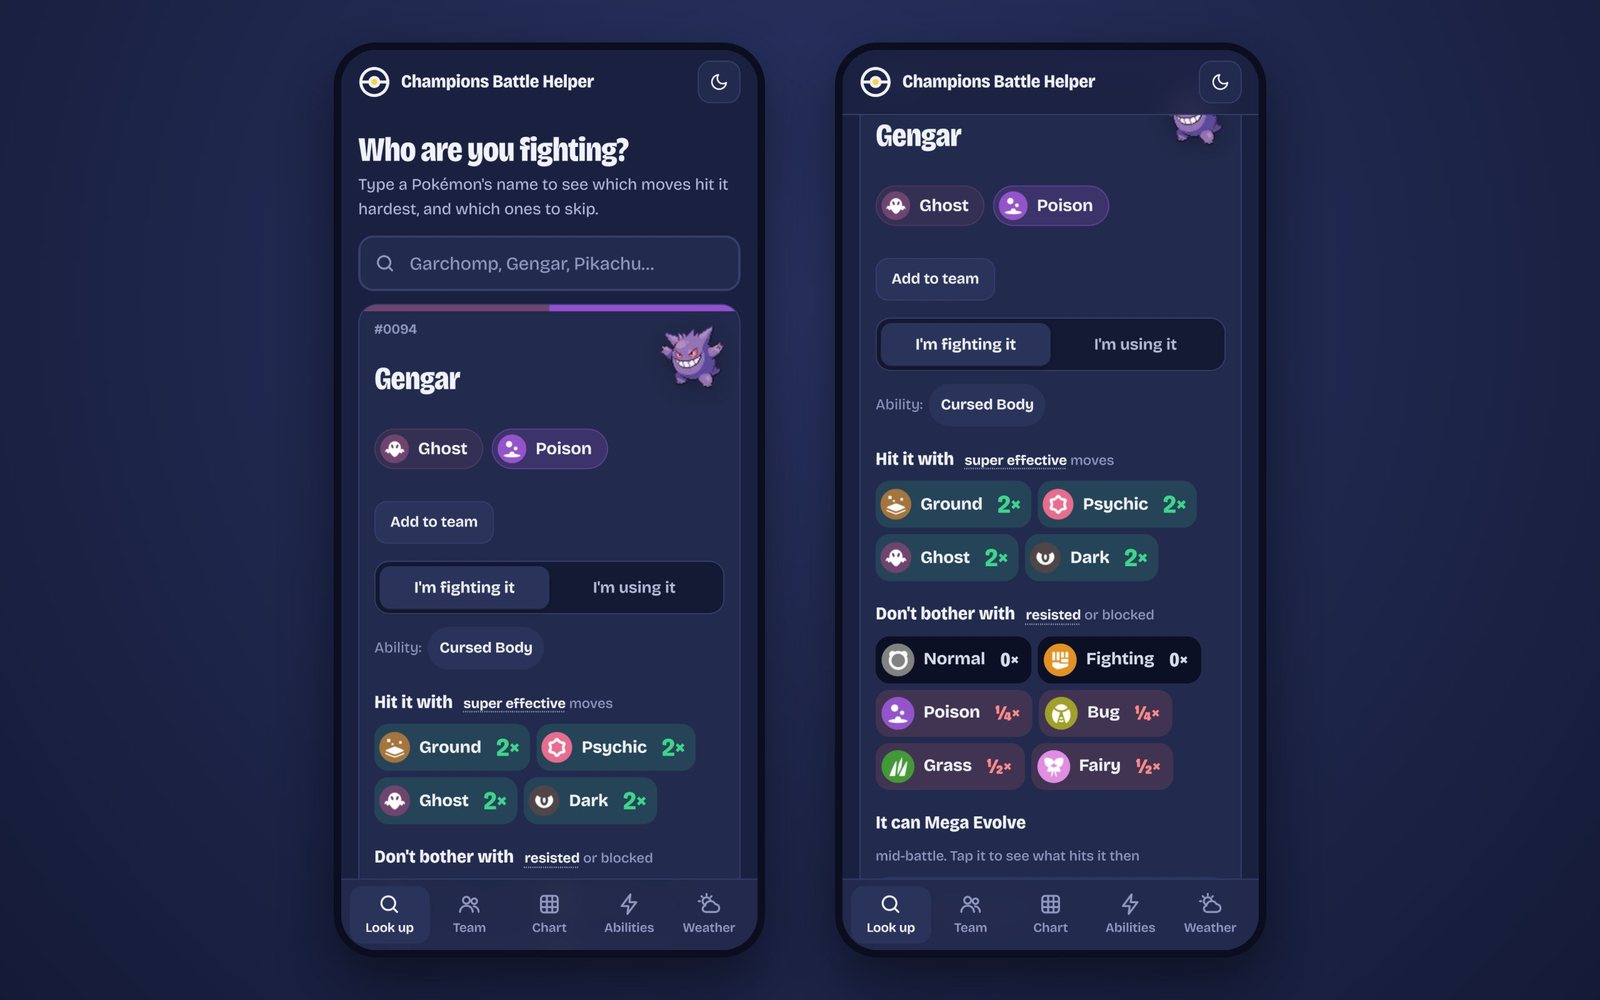 Champions Battle Helper
Who are you fighting?
Type a Pokémon's name to see which moves hit it
hardest, and which ones to skip.
Garchomp, Gengar, Pikachu...
#0094
Gengar
Ghost Poison
Add to team
I'm fighting it I'm using it
Ability: Cursed Body
Hit it with super effective moves
Ground 2× Psychic 2×
Ghost 2× Dark 2×
Don't bother with resisted or blocked
Look up Team Chart Abilities Weather
Champions Battle Helper
Gengar
Ghost Poison
Add to team
I'm fighting it I'm using it
Ability: Cursed Body
Hit it with super effective moves
Ground 2× Psychic 2×
Ghost 2× Dark 2×
Don't bother with resisted or blocked
Normal 0× Fighting 0×
Poison ¼× Bug ¼×
Grass ½× Fairy ½×
It can Mega Evolve
mid-battle. Tap it to see what hits it then
Look up Team Chart Abilities Weather